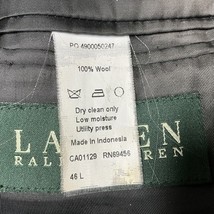 PO 4900050247
100% Wool
Dry clean only
Low moisture
Utility press
Made in Indonesia
CA01129 RN89456
46 L
LAUREN
RALPH LAUREN